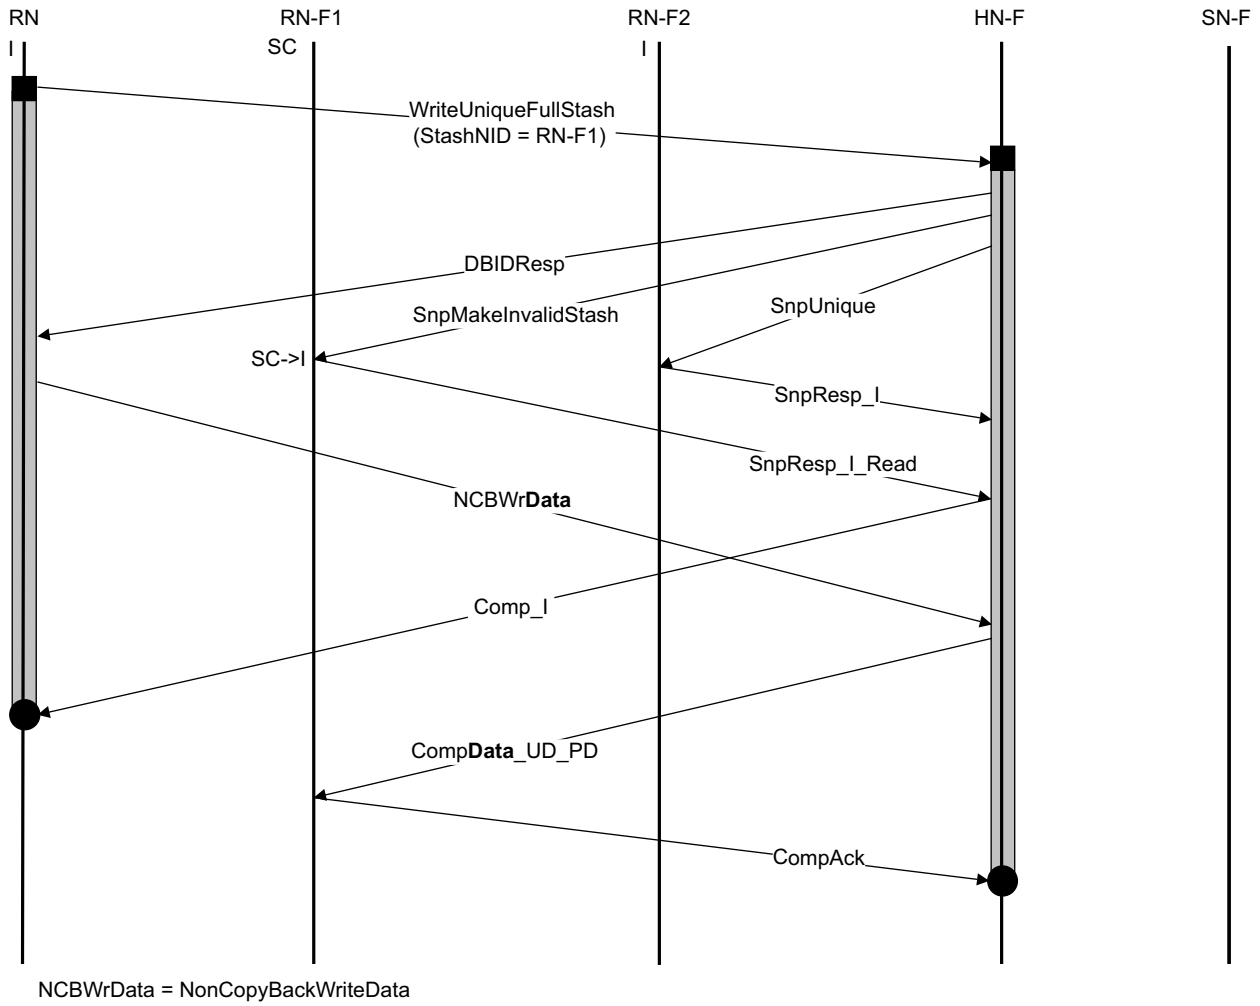 RN RN-F1 RN-F2 HN-F SN-F
I SC I
WriteUniqueFullStash
(StashNID = RN-F1)
DBIDResp
SnpUnique
SnpMakeInvalidStash
SC->I
SnpResp_I
SnpResp_I_Read
NCBWrData
Comp_I
CompData_UD_PD
CompAck
NCBWrData = NonCopyBackWriteData